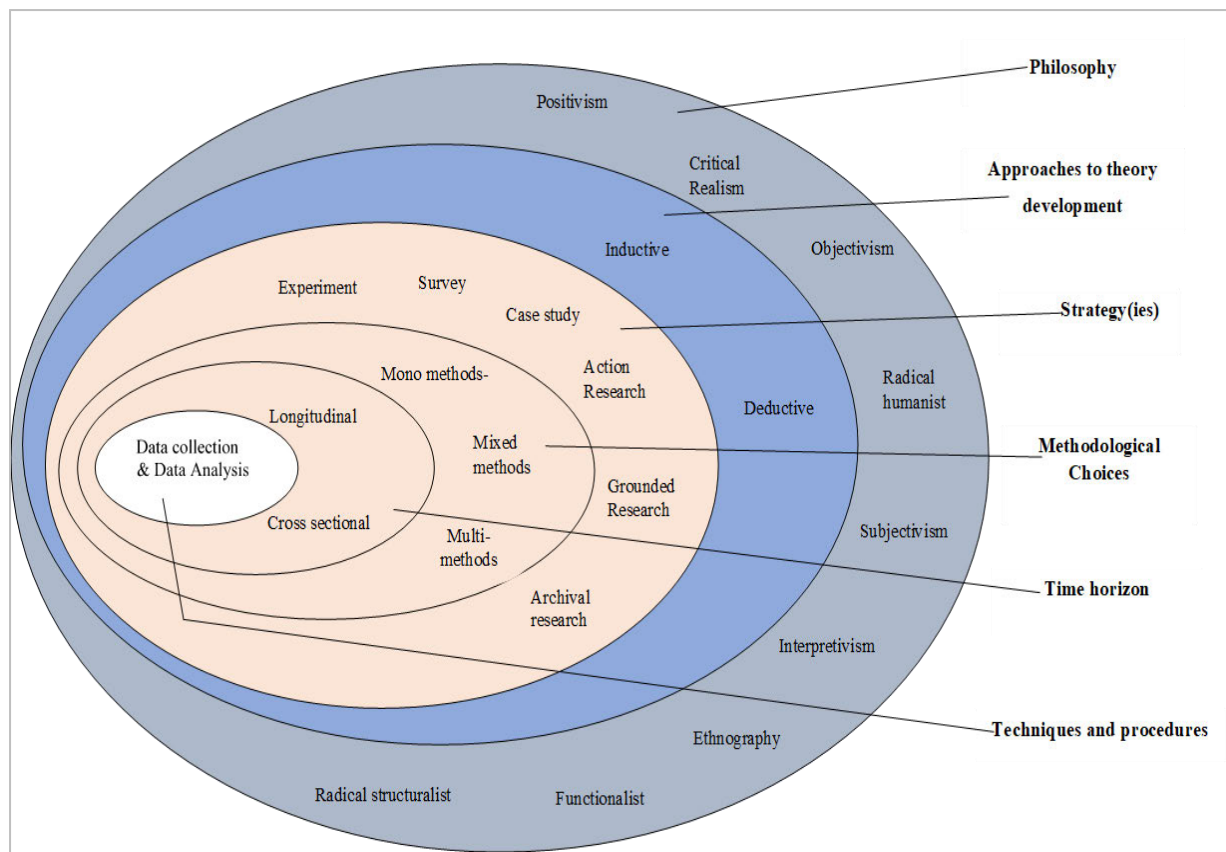 Philosophy
Positivism
Critical
Realism
Approaches to theory
development
Inductive
Objectivism
Experiment
Survey
Case study
Strategy(ies)
Mono methods-
Action
Research
Radical
humanist
Longitudinal
Deductive
Data collection
& Data Analysis
Mixed
methods
Methodological
Choices
Grounded
Research
Cross sectional
Multi-
methods
Subjectivism
Time horizon
Archival
research
Interpretivism
Ethnography
Techniques and procedures
Radical structuralist
Functionalist